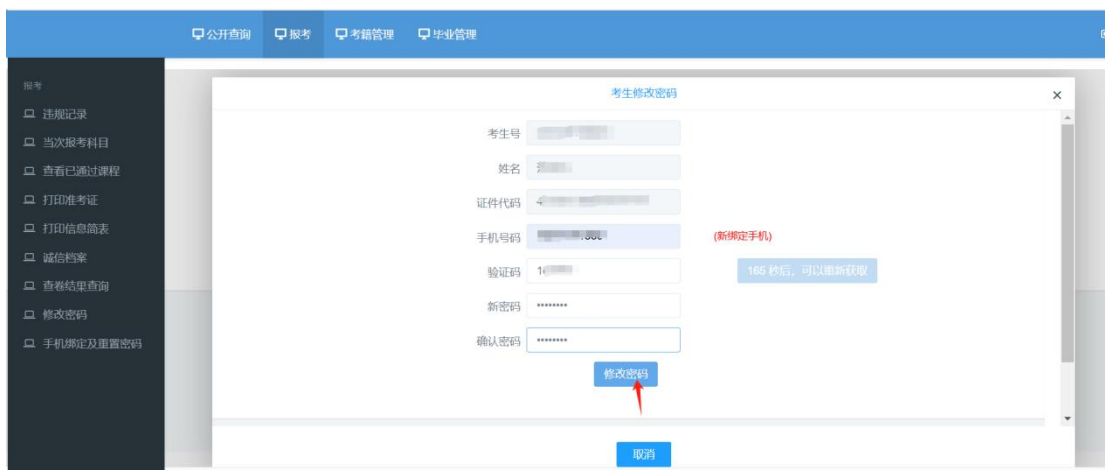 公开查询 报考 考籍管理 毕业管理
报考
违规记录
当次报考科目
查看已通过课程
打印准考证
打印信息简表
诚信档案
查卷结果查询
修改密码
手机绑定及重置密码
考生修改密码
考生号
姓名
证件代码
手机号码 (新绑定手机)
验证码 165 秒后，可以重新获取
新密码 ••••••••
确认密码 ••••••••
修改密码
取消